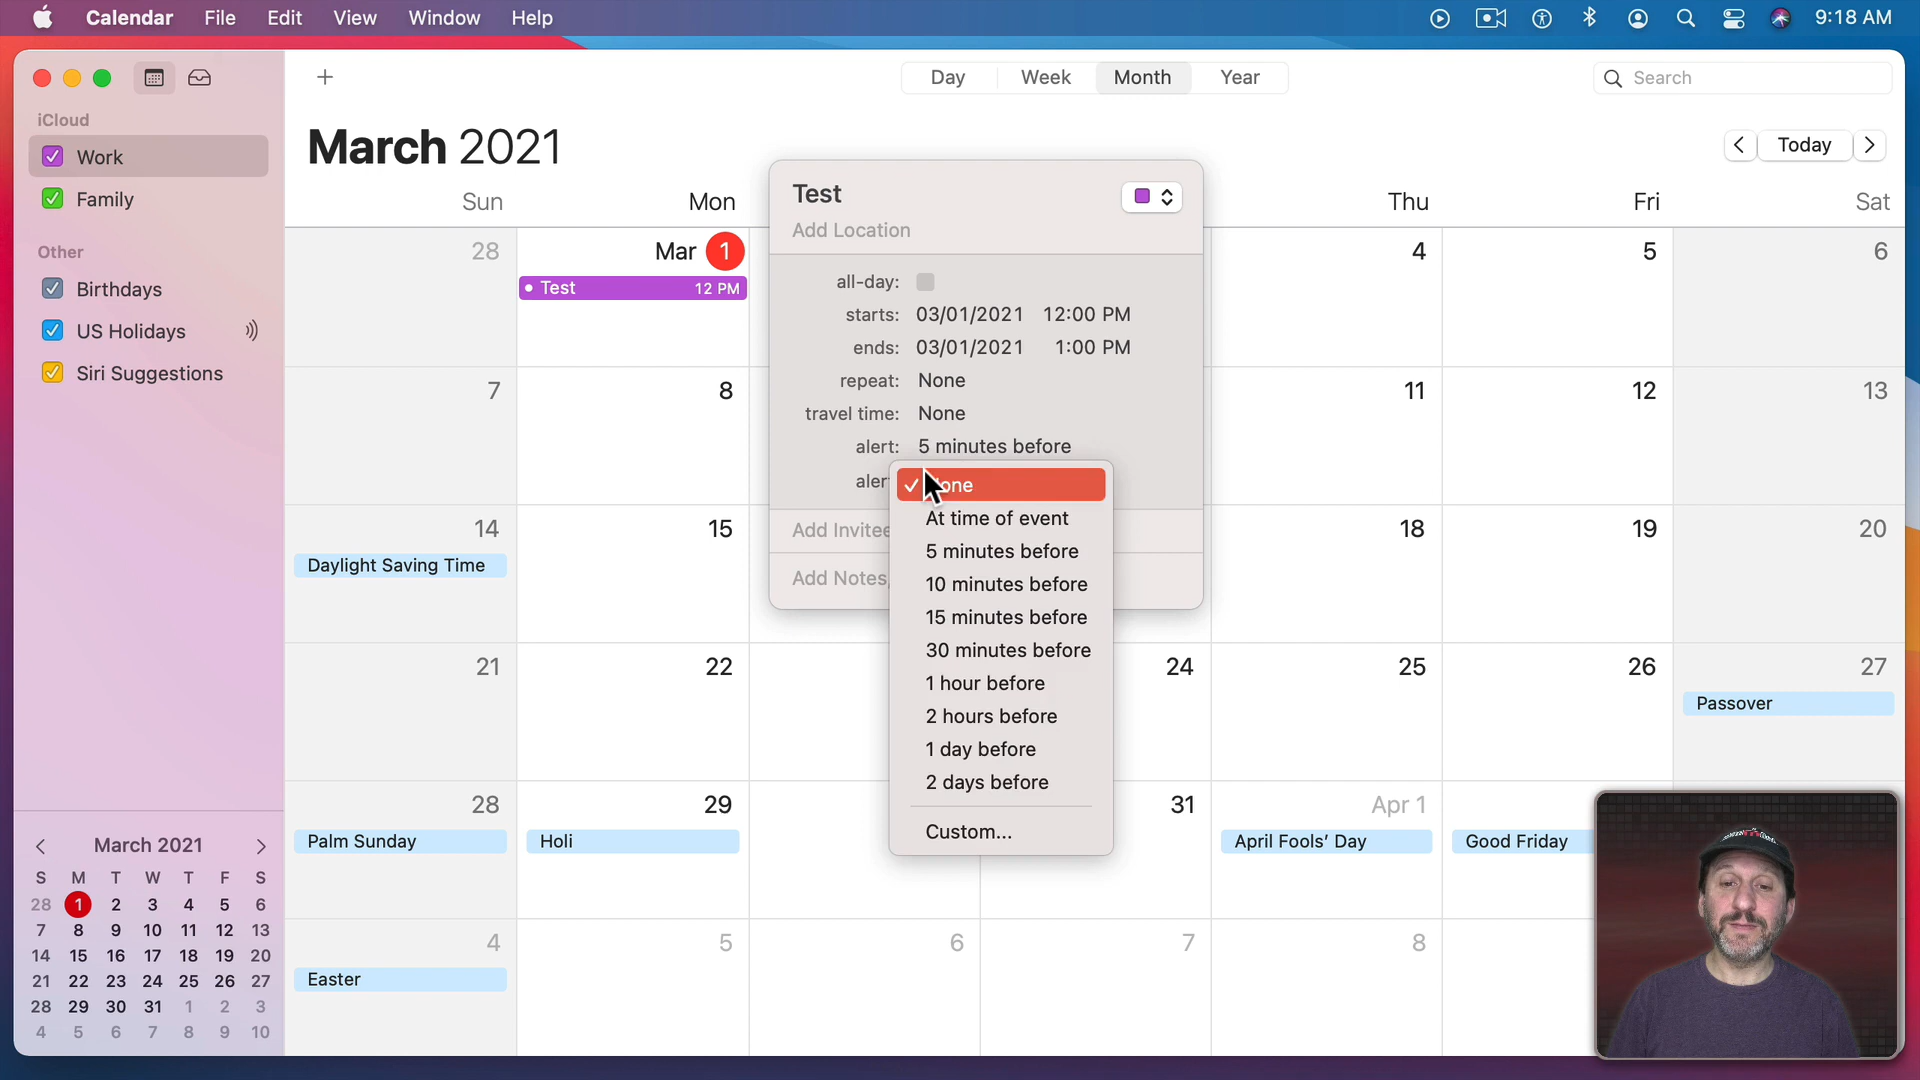 Calendar File Edit View Window Help 9:18 AM
Day Week Month Year
Search
iCloud
Work
Family
Other
Birthdays
US Holidays
Siri Suggestions
March 2021
Today
Sun Mon Thu Fri Sat
28 Mar 1 4 5 6
Test 12 PM
7 8 11 12 13
14 15 18 19 20
Daylight Saving Time
21 22 24 25 26 27
Passover
28 29 31 Apr 1
Palm Sunday Holi April Fools' Day Good Friday
4 5 6 7 8
Easter
Test
Add Location
all-day:
starts: 03/01/2021 12:00 PM
ends: 03/01/2021 1:00 PM
repeat: None
travel time: None
alert: 5 minutes before
At time of event
5 minutes before
10 minutes before
15 minutes before
30 minutes before
1 hour before
2 hours before
1 day before
2 days before
Custom...
Add
Add Notes
March 2021
S M T W T F S
28 1 2 3 4 5 6
7 8 9 10 11 12 13
14 15 16 17 18 19 20
21 22 23 24 25 26 27
28 29 30 31 1 2 3
4 5 6 7 8 9 10